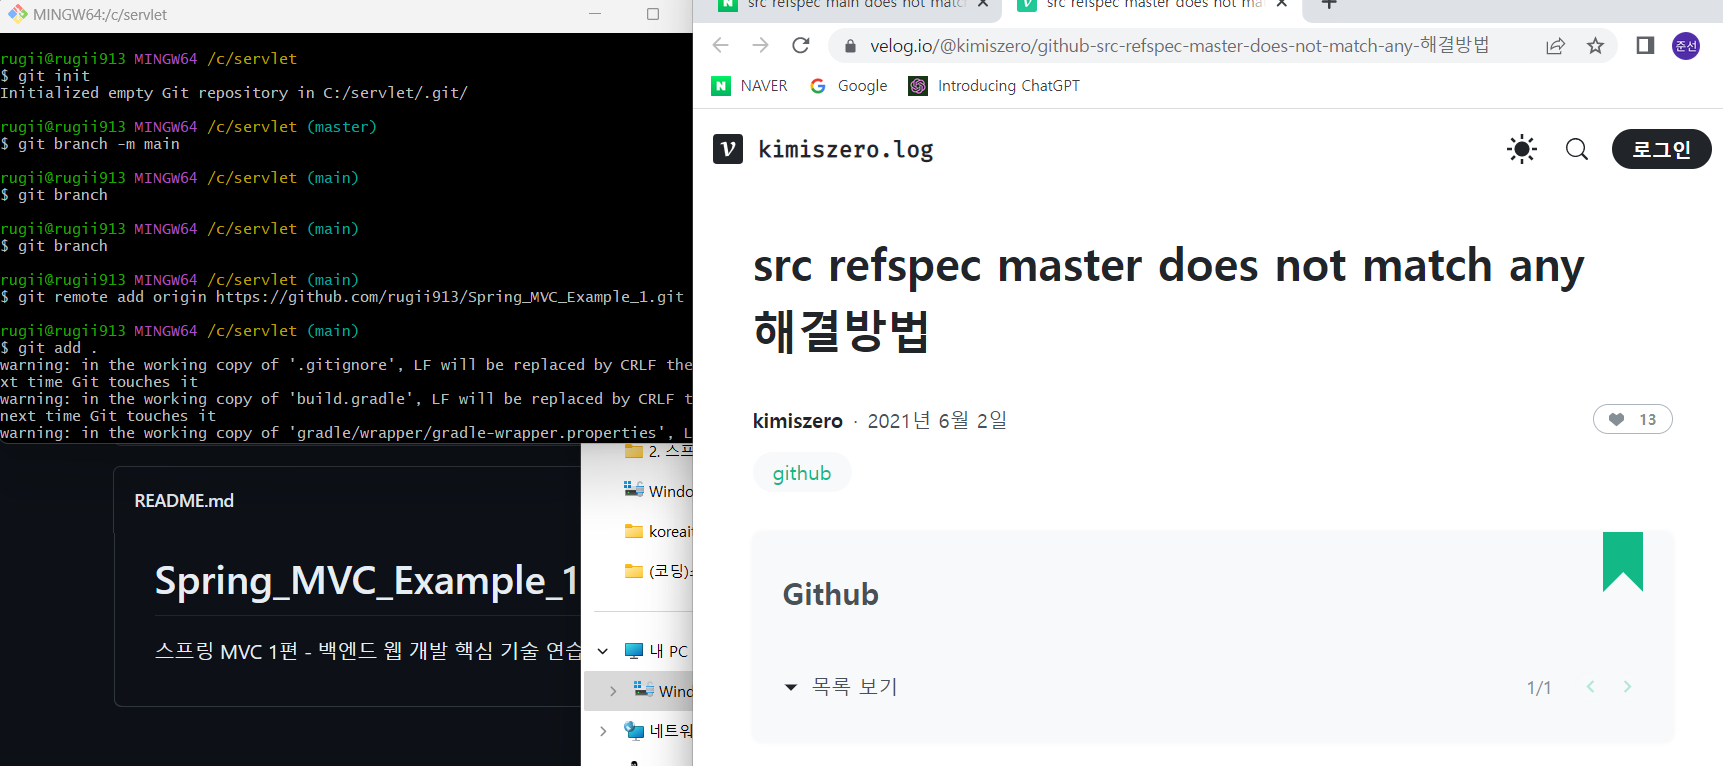 MINGW64:/c/servlet
rugii@rugii913 MINGW64 /c/servlet
$ git init
Initialized empty Git repository in C:/servlet/.git/
rugii@rugii913 MINGW64 /c/servlet (master)
$ git branch -m main
rugii@rugii913 MINGW64 /c/servlet (main)
$ git branch
rugii@rugii913 MINGW64 /c/servlet (main)
$ git branch
rugii@rugii913 MINGW64 /c/servlet (main)
$ git remote add origin https://github.com/rugii913/Spring_MVC_Example_1.git
rugii@rugii913 MINGW64 /c/servlet (main)
$ git add .
warning: in the working copy of '.gitignore', LF will be replaced by CRLF the
xt time Git touches it
warning: in the working copy of 'build.gradle', LF will be replaced by CRLF t
next time Git touches it
warning: in the working copy of 'gradle/wrapper/gradle-wrapper.properties', L
README.md
Spring_MVC_Example_1
스프링 MVC 1편 - 백엔드 웹 개발 핵심 기술 연습
2. 스프
Windo
koreait
(코딩)
내 PC
Wind
네트워
src refspec main does not matc
src refspec master does not ma
velog.io/@kimiszero/github-src-refspec-master-does-not-match-any-해결방법
준선
NAVER
Google
Introducing ChatGPT
kimiszero.log
로그인
src refspec master does not match any
해결방법
kimiszero · 2021년 6월 2일
13
github
Github
목록 보기
1/1